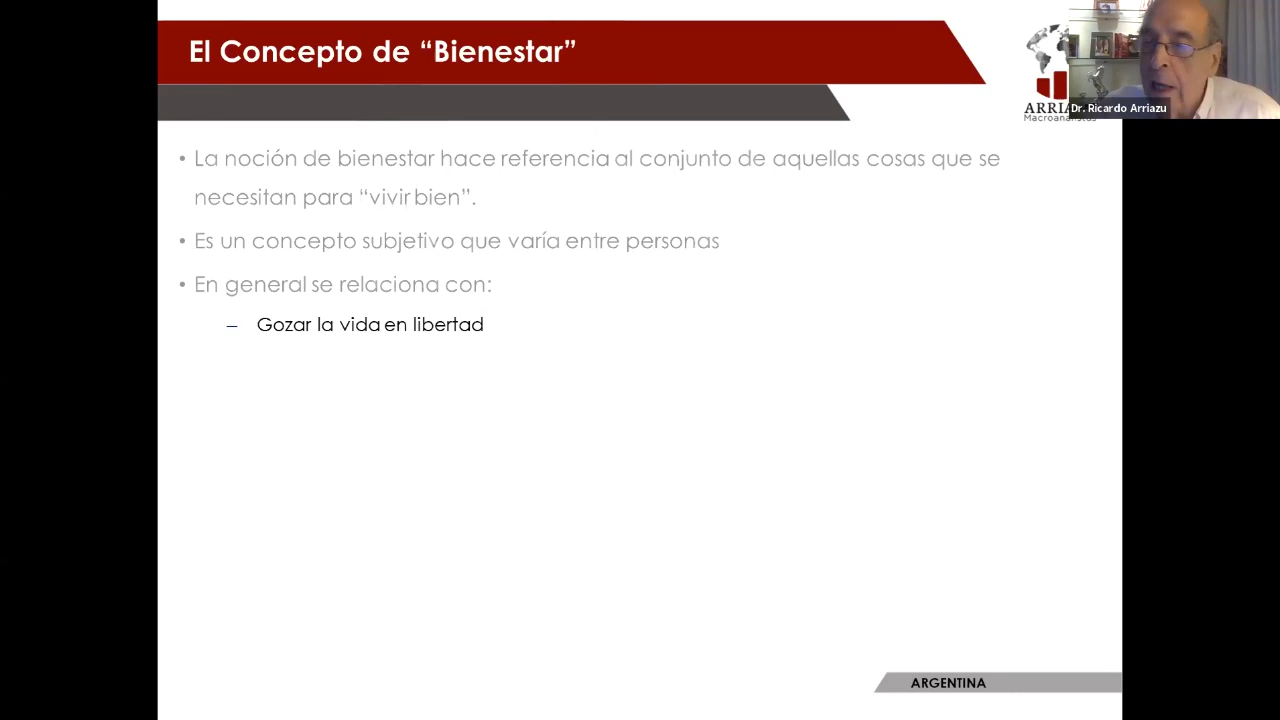 El Concepto de “Bienestar”
ARRIA
Macroanalistas
Dr. Ricardo Arriazu
• La noción de bienestar hace referencia al conjunto de aquellas cosas que se
necesitan para “vivir bien”.
• Es un concepto subjetivo que varía entre personas
• En general se relaciona con:
– Gozar la vida en libertad
ARGENTINA